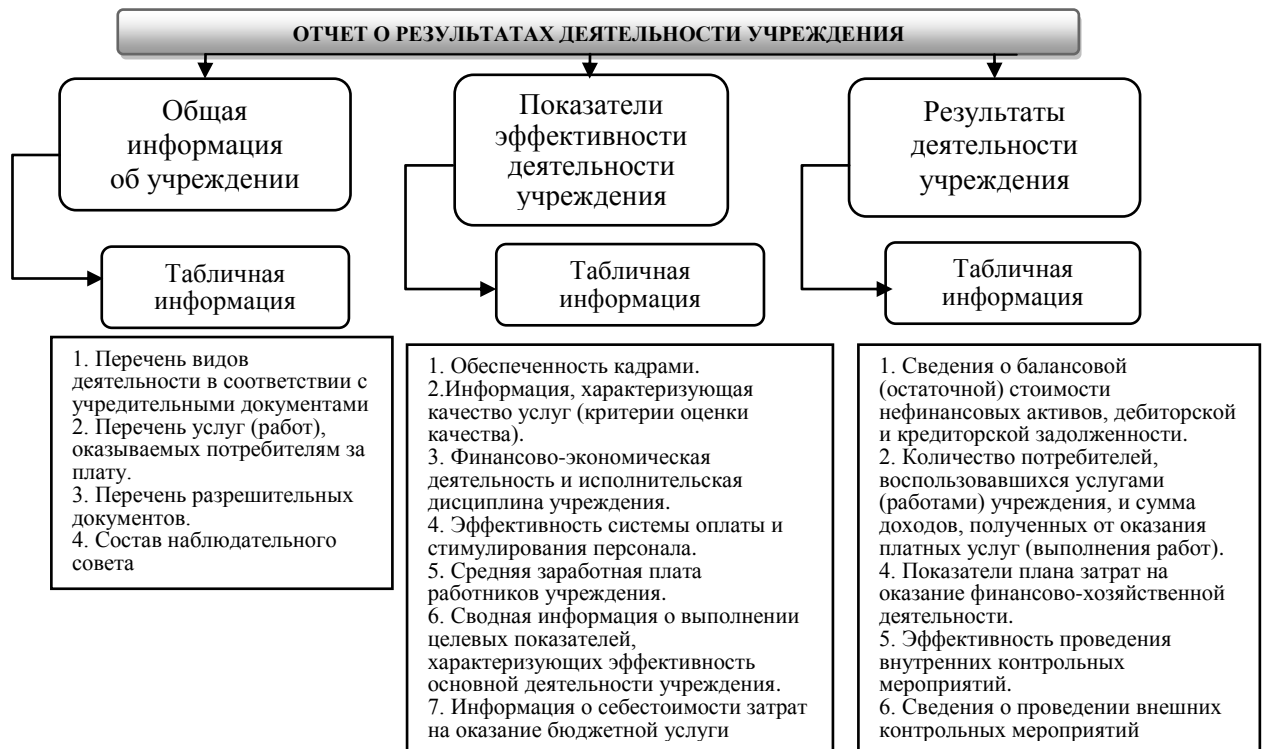 ОТЧЕТ О РЕЗУЛЬТАТАХ ДЕЯТЕЛЬНОСТИ УЧРЕЖДЕНИЯ
Общая
информация
об учреждении
Табличная
информация
1. Перечень видов
деятельности в соответствии с
учредительными документами
2. Перечень услуг (работ),
оказываемых потребителям за
плату.
3. Перечень разрешительных
документов.
4. Состав наблюдательного
совета
Показатели
эффективности
деятельности
учреждения
Табличная
информация
1. Обеспеченность кадрами.
2.Информация, характеризующая
качество услуг (критерии оценки
качества).
3. Финансово-экономическая
деятельность и исполнительская
дисциплина учреждения.
4. Эффективность системы оплаты и
стимулирования персонала.
5. Средняя заработная плата
работников учреждения.
6. Сводная информация о выполнении
целевых показателей,
характеризующих эффективность
основной деятельности учреждения.
7. Информация о себестоимости затрат
на оказание бюджетной услуги
Результаты
деятельности
учреждения
Табличная
информация
1. Сведения о балансовой
(остаточной) стоимости
нефинансовых активов, дебиторской
и кредиторской задолженности.
2. Количество потребителей,
воспользовавшихся услугами
(работами) учреждения, и сумма
доходов, полученных от оказания
платных услуг (выполнения работ).
4. Показатели плана затрат на
оказание финансово-хозяйственной
деятельности.
5. Эффективность проведения
внутренних контрольных
мероприятий.
6. Сведения о проведении внешних
контрольных мероприятий